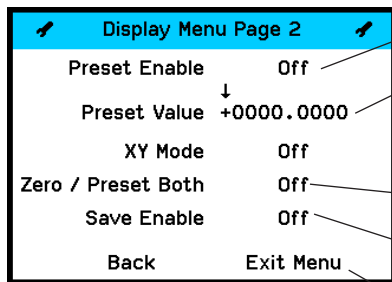 Display Menu Page 2
Preset Enable Off
↓
Preset Value +0000.0000
XY Mode Off
Zero / Preset Both Off
Save Enable Off
Back Exit Menu